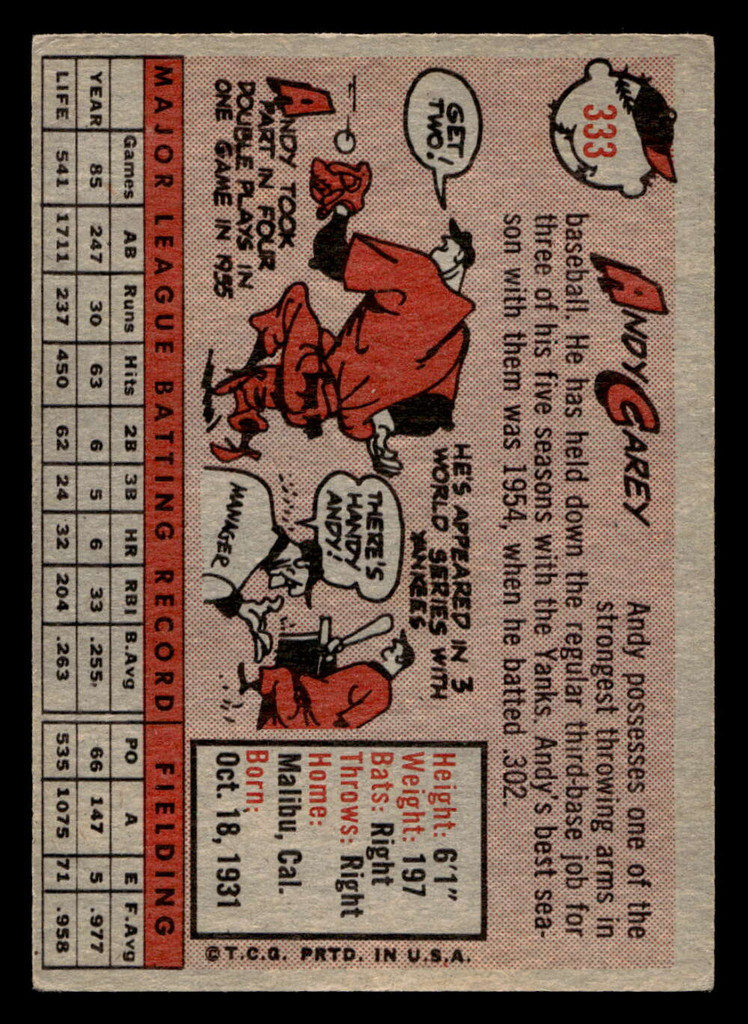 333
ANDY CAREY
Andy possesses one of the
strongest throwing arms in
baseball. He has held down the regular third-base job for
three of his five seasons with the Yanks. Andy's best sea-
son with them was 1954, when he batted .302.
GET TWO!
ANDY TOOK
PART IN FOUR
DOUBLE PLAYS IN
ONE GAME IN 1955
HE'S APPEARED IN 3
WORLD SERIES WITH
YANKEES
THERE'S
HANDY
ANDY!
MANAGER
Height: 6'1"
Weight: 197
Bats: Right
Throws: Right
Home:
Malibu, Cal.
Born:
Oct. 18, 1931
©T.C.G. PRTD. IN U.S.A.
MAJOR LEAGUE BATTING RECORD FIELDING
Games AB Runs Hits 2B 3B HR RBI B.Avg PO A E F.Avg
YEAR 85 247 30 63 6 5 6 33 .255 66 147 5 .977
LIFE 541 1711 237 450 62 24 32 204 .263 535 1075 71 .958